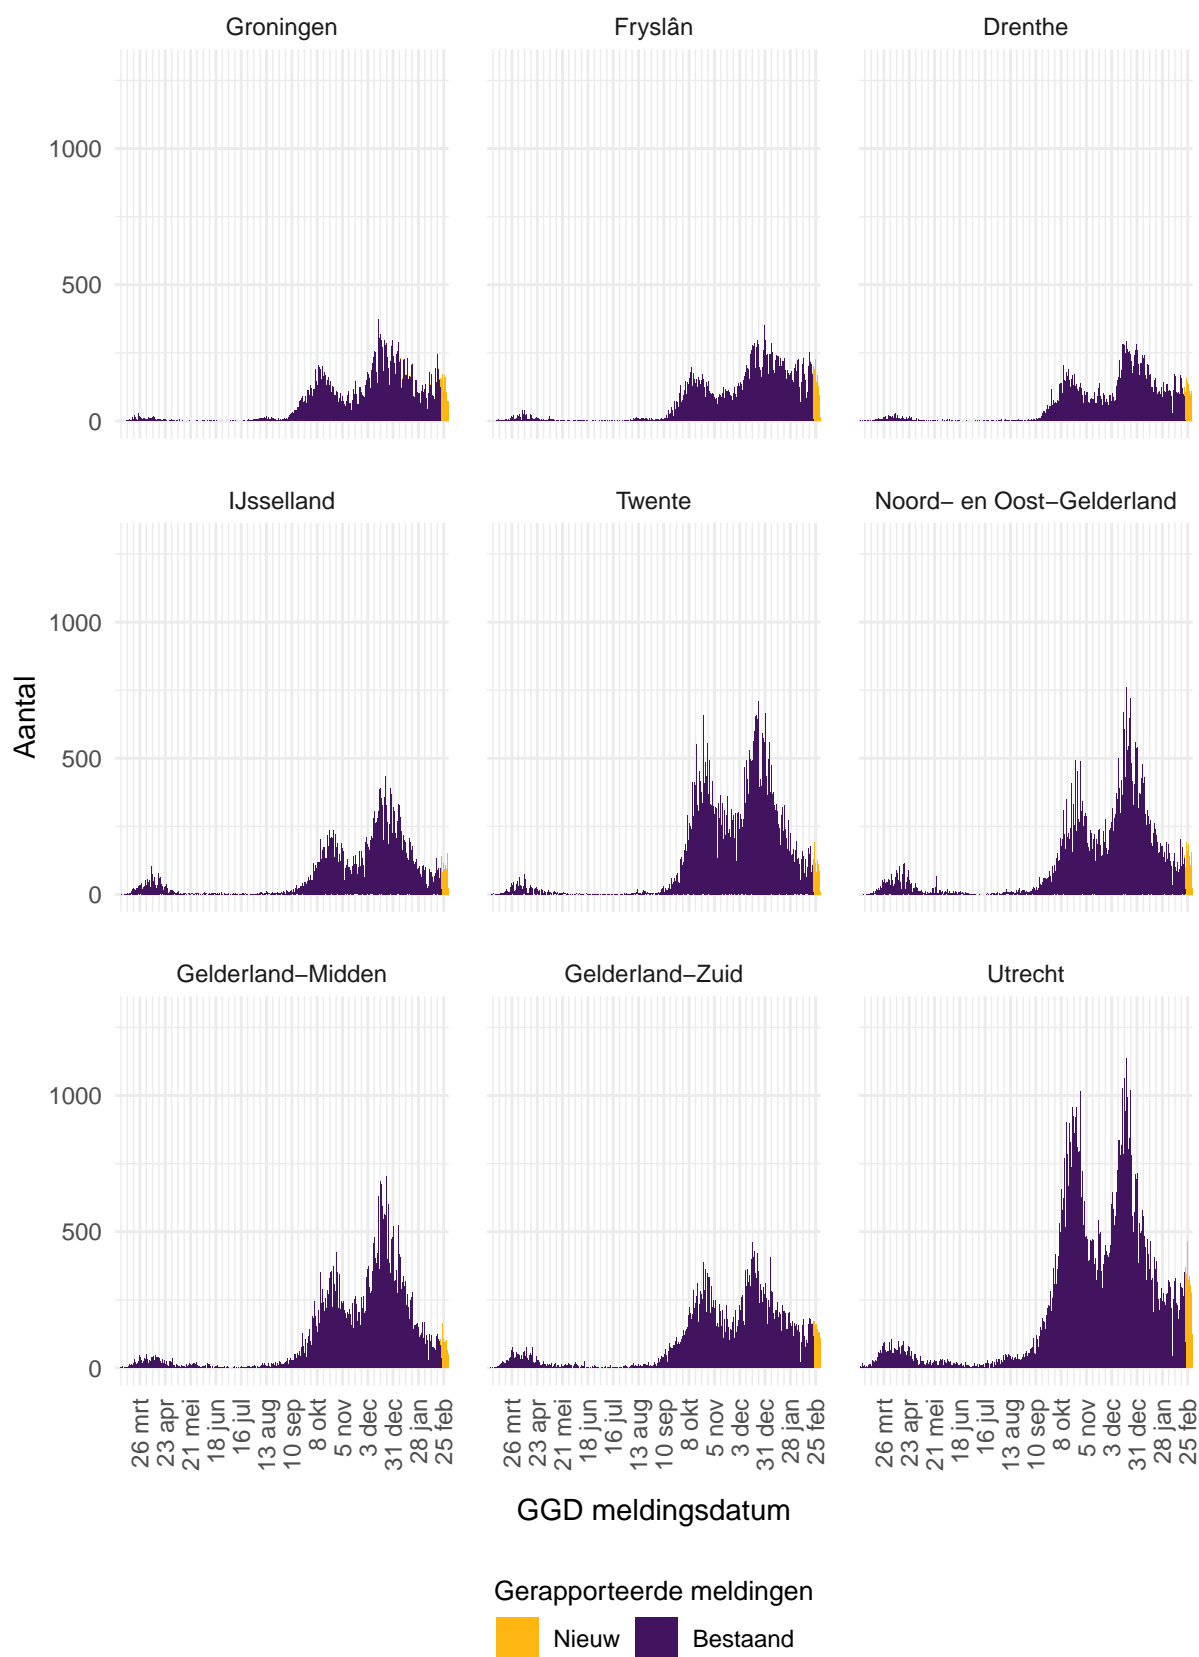 Groningen Fryslân Drenthe
1000
500
0
IJsselland Twente Noord− en Oost−Gelderland
1000
500
0
Aantal
Gelderland−Midden Gelderland−Zuid Utrecht
1000
500
0
26 mrt 23 apr 21 mei 18 jun 16 jul 13 aug 10 sep 8 okt 5 nov 3 dec 31 dec 28 jan 25 feb
26 mrt 23 apr 21 mei 18 jun 16 jul 13 aug 10 sep 8 okt 5 nov 3 dec 31 dec 28 jan 25 feb
26 mrt 23 apr 21 mei 18 jun 16 jul 13 aug 10 sep 8 okt 5 nov 3 dec 31 dec 28 jan 25 feb
GGD meldingsdatum
Gerapporteerde meldingen
Nieuw Bestaand